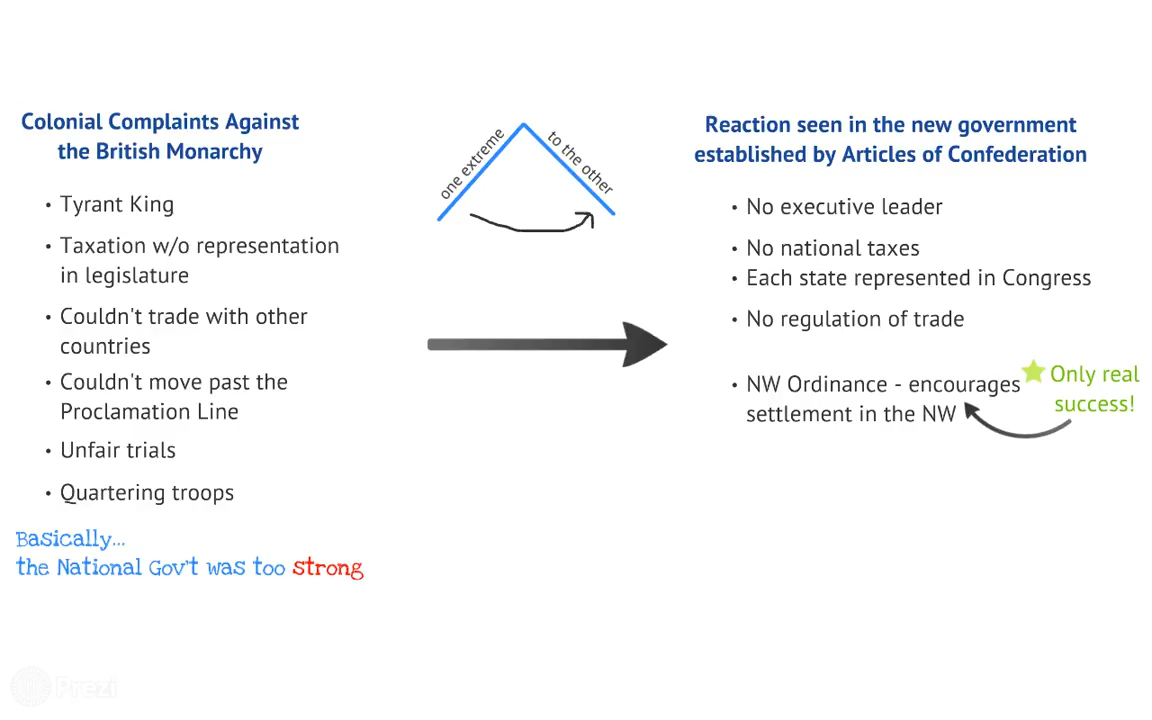 Colonial Complaints Against
the British Monarchy
• Tyrant King
• Taxation w/o representation
in legislature
• Couldn't trade with other
countries
• Couldn't move past the
Proclamation Line
• Unfair trials
• Quartering troops
Basically...
the National Gov't was too strong
one extreme
to the other
Reaction seen in the new government
established by Articles of Confederation
• No executive leader
• No national taxes
• Each state represented in Congress
• No regulation of trade
• NW Ordinance - encourages
settlement in the NW
Only real
success!
Prezi